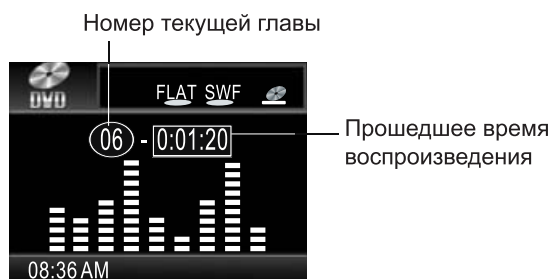 Номер текущей главы
DVD
FLAT SWF
06 - 0:01:20
Прошедшее время
воспроизведения
08:36 AM